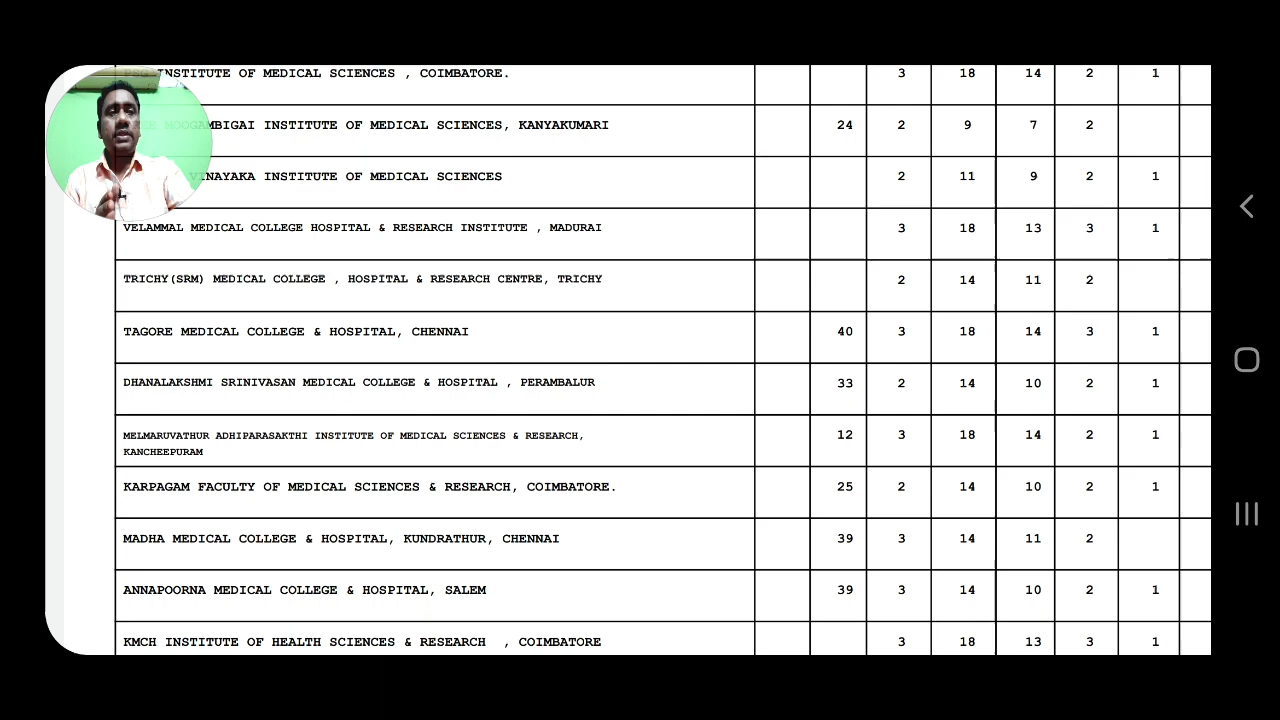 INSTITUTE OF MEDICAL SCIENCES , COIMBATORE. 3 18 14 2 1
MOOGAMBIGAI INSTITUTE OF MEDICAL SCIENCES, KANYAKUMARI 24 2 9 7 2
VINAYAKA INSTITUTE OF MEDICAL SCIENCES 2 11 9 2 1
VELAMMAL MEDICAL COLLEGE HOSPITAL & RESEARCH INSTITUTE , MADURAI 3 18 13 3 1
TRICHY(SRM) MEDICAL COLLEGE , HOSPITAL & RESEARCH CENTRE, TRICHY 2 14 11 2
TAGORE MEDICAL COLLEGE & HOSPITAL, CHENNAI 40 3 18 14 3 1
DHANALAKSHMI SRINIVASAN MEDICAL COLLEGE & HOSPITAL , PERAMBALUR 33 2 14 10 2 1
MELMARUVATHUR ADHIPARASAKTHI INSTITUTE OF MEDICAL SCIENCES & RESEARCH, 12 3 18 14 2 1
KANCHEEPURAM
KARPAGAM FACULTY OF MEDICAL SCIENCES & RESEARCH, COIMBATORE. 25 2 14 10 2 1
MADHA MEDICAL COLLEGE & HOSPITAL, KUNDRATHUR, CHENNAI 39 3 14 11 2
ANNAPOORNA MEDICAL COLLEGE & HOSPITAL, SALEM 39 3 14 10 2 1
KMCH INSTITUTE OF HEALTH SCIENCES & RESEARCH , COIMBATORE 3 18 13 3 1